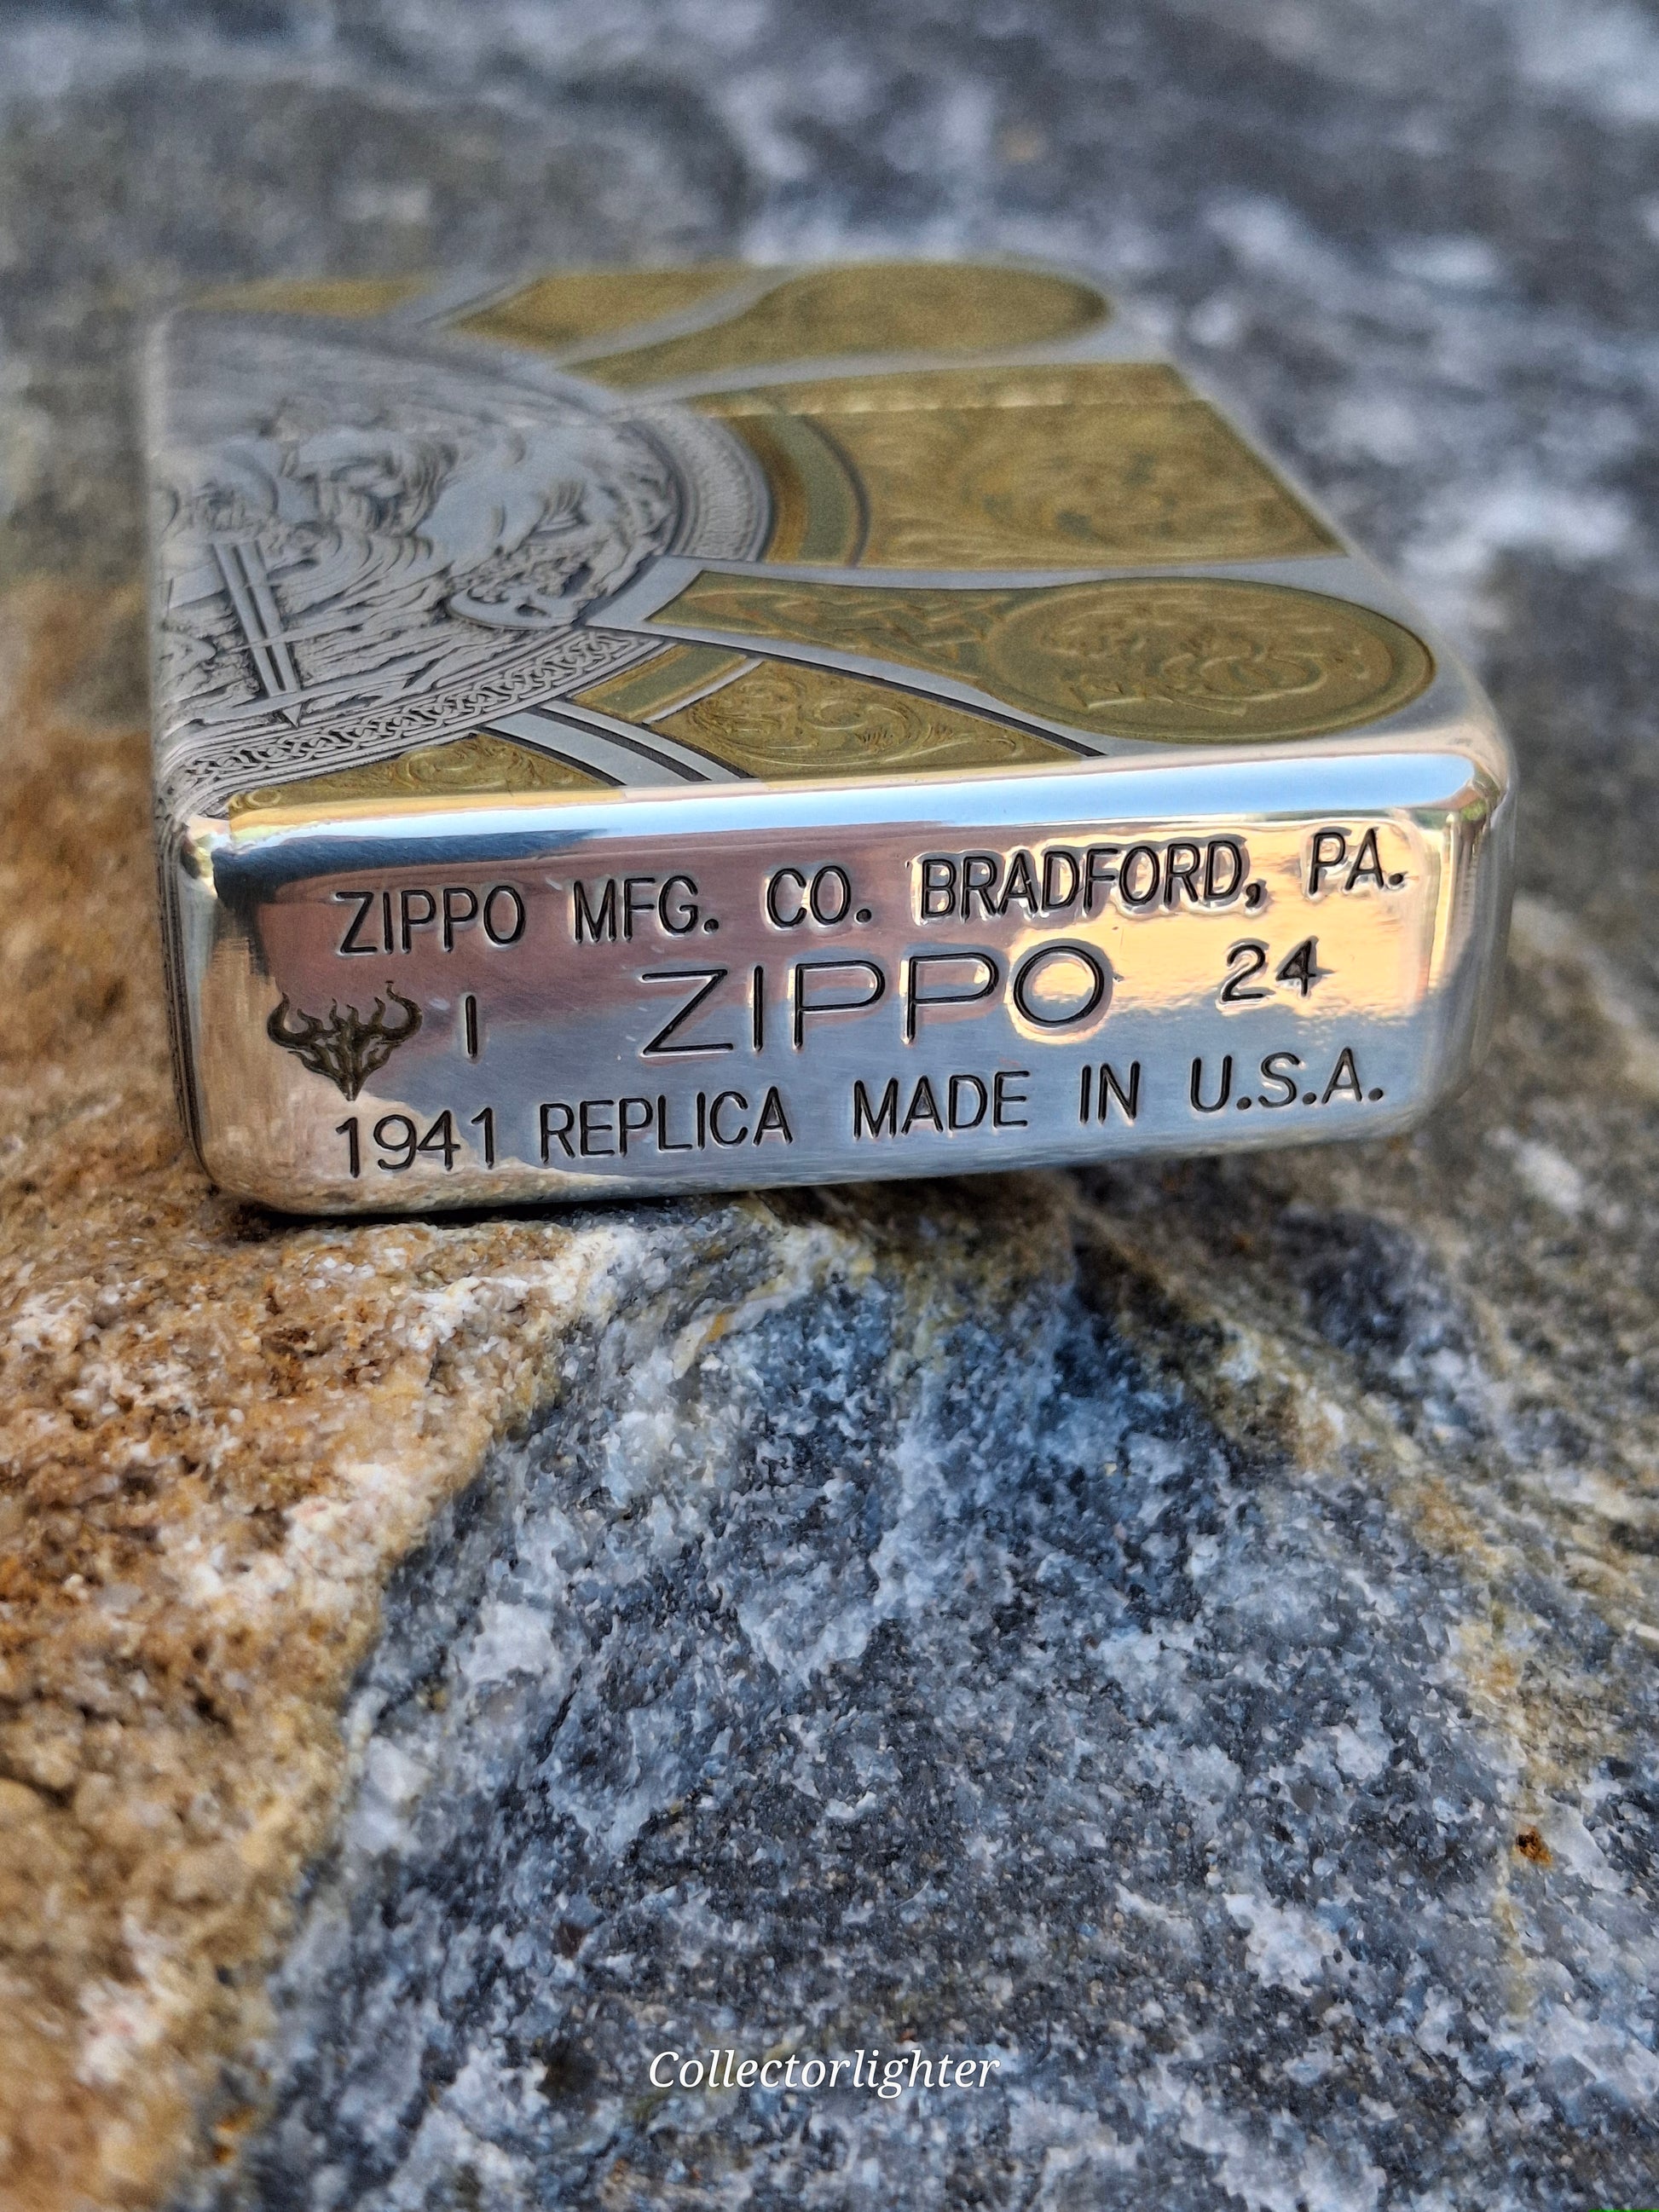 ZIPPO MFG. CO. BRADFORD, PA.
I ZIPPO 24
1941 REPLICA MADE IN U.S.A.
Collectorlighter